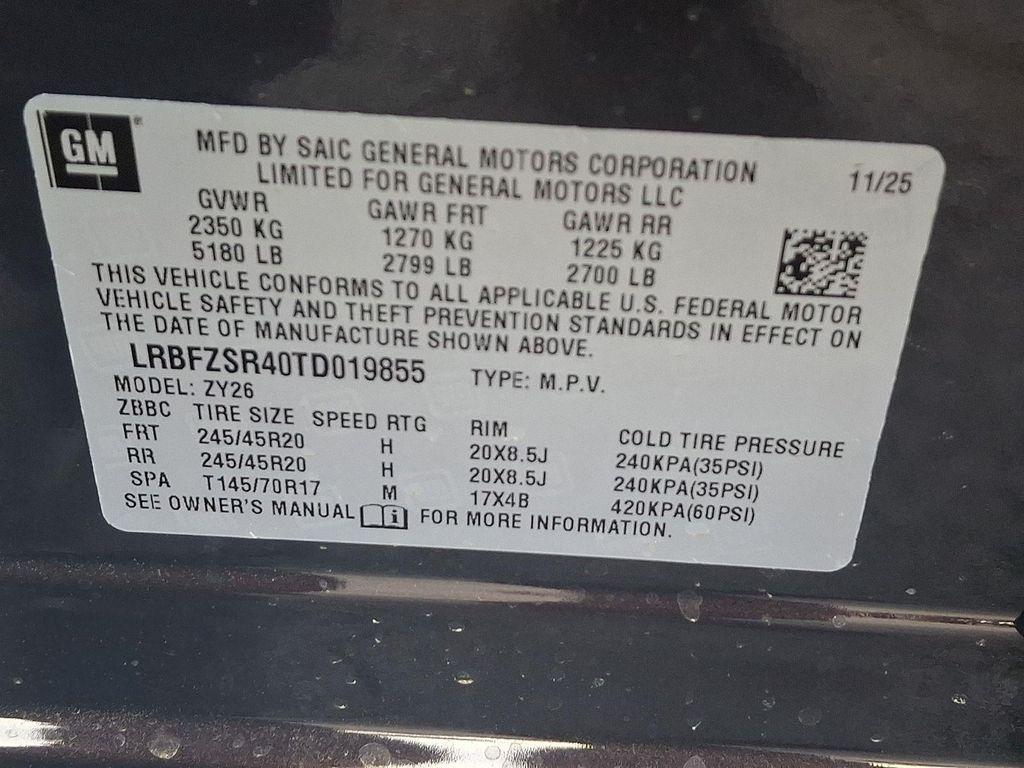 GM
MFD BY SAIC GENERAL MOTORS CORPORATION
LIMITED FOR GENERAL MOTORS LLC
11/25
GVWR GAWR FRT GAWR RR
2350 KG 1270 KG 1225 KG
5180 LB 2799 LB 2700 LB
THIS VEHICLE CONFORMS TO ALL APPLICABLE U.S. FEDERAL MOTOR
VEHICLE SAFETY AND THEFT PREVENTION STANDARDS IN EFFECT ON
THE DATE OF MANUFACTURE SHOWN ABOVE.
LRBFZSR40TD019855 TYPE: M.P.V.
MODEL: ZY26
ZBBC TIRE SIZE SPEED RTG RIM COLD TIRE PRESSURE
FRT 245/45R20 H 20X8.5J 240KPA(35PSI)
RR 245/45R20 H 20X8.5J 240KPA(35PSI)
SPA T145/70R17 M 17X4B 420KPA(60PSI)
SEE OWNER'S MANUAL i FOR MORE INFORMATION.